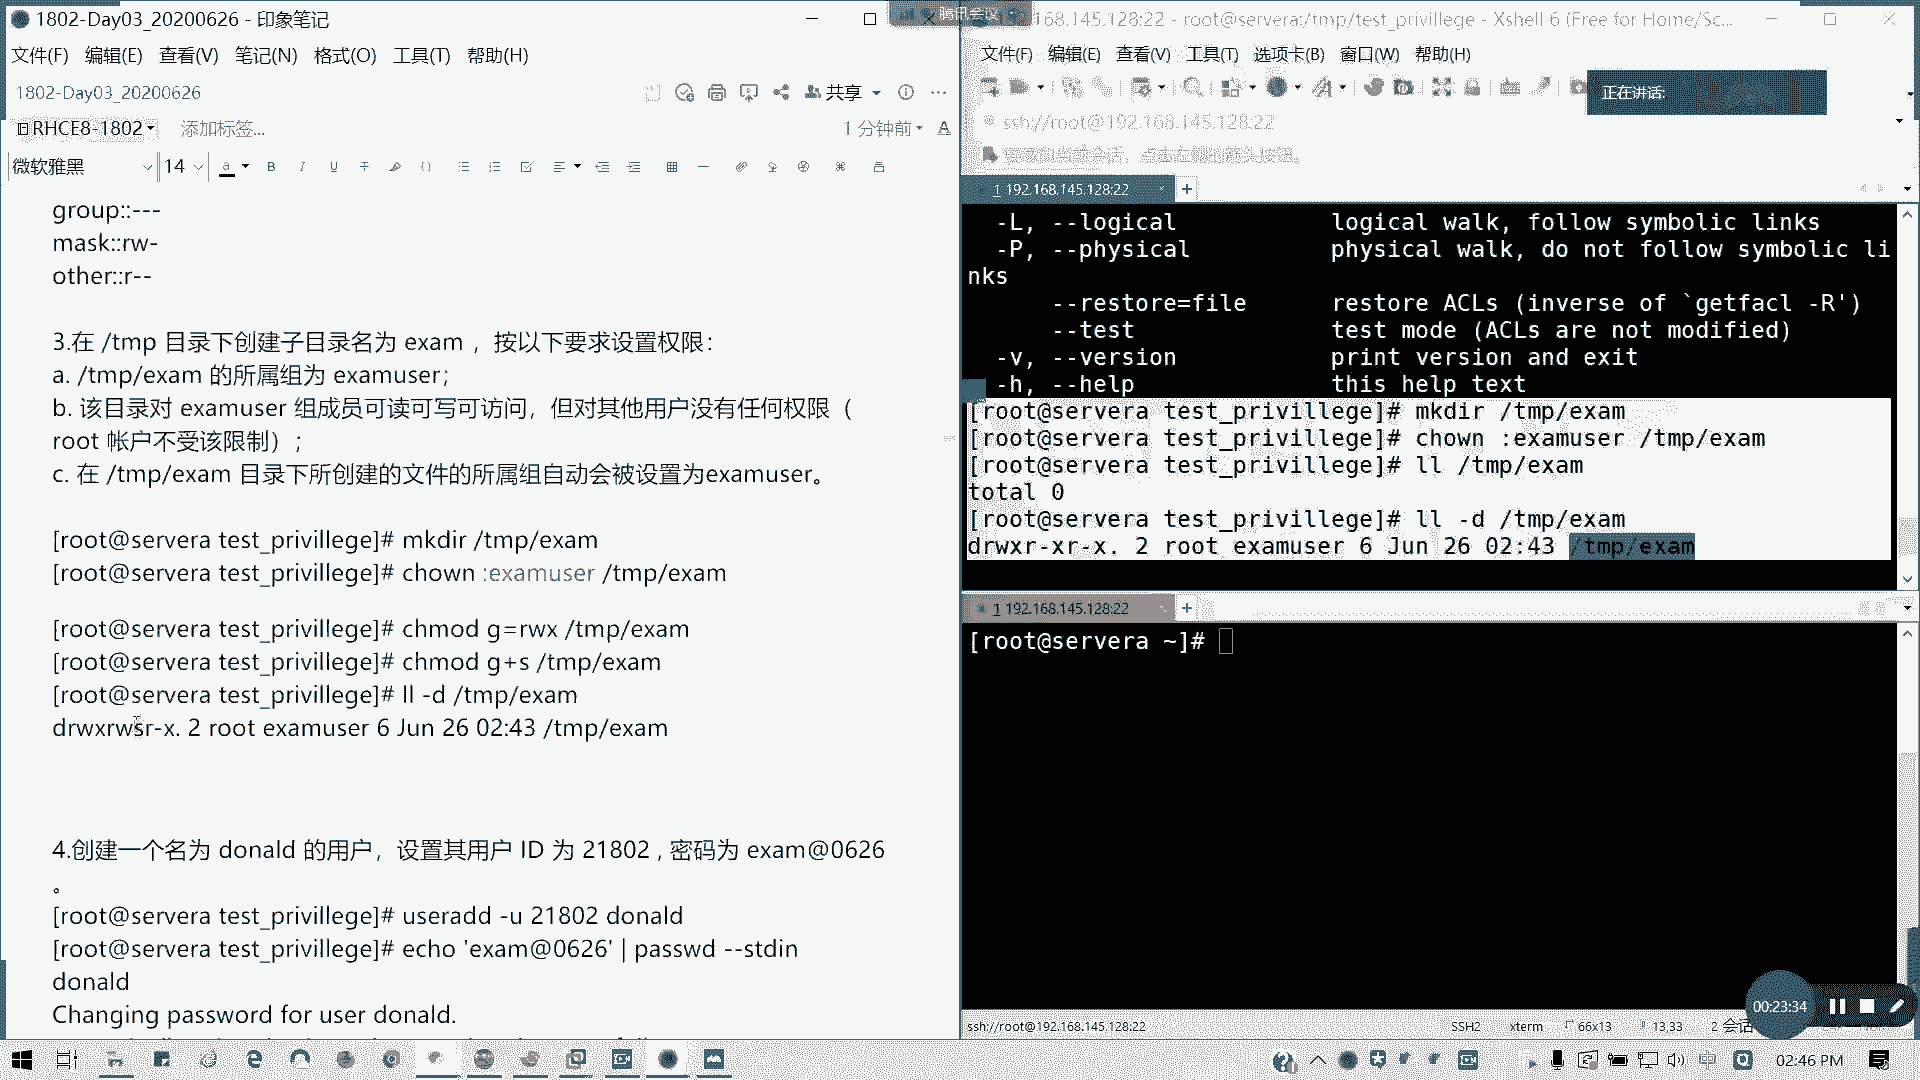 1802-Day03_20200626 - 印象笔记
文件(F) 编辑(E) 查看(V) 笔记(N) 格式(O) 工具(T) 帮助(H)
1802-Day03_20200626
共享
RHCE8-1802
添加标签...
1 分钟前
微软雅黑
14
group::---
mask::rw-
other::r--
3.在 /tmp 目录下创建子目录名为 exam ，按以下要求设置权限：
a. /tmp/exam 的所属组为 examuser；
b. 该目录对 examuser 组成员可读可写可访问，但对其他用户没有任何权限（
root 帐户不受该限制）；
c. 在 /tmp/exam 目录下所创建的文件的所属组自动会被设置为examuser。
[root@servera test_privillege]# mkdir /tmp/exam
[root@servera test_privillege]# chown :examuser /tmp/exam
[root@servera test_privillege]# chmod g=rwx /tmp/exam
[root@servera test_privillege]# chmod g+s /tmp/exam
[root@servera test_privillege]# ll -d /tmp/exam
drwxrwsr-x. 2 root examuser 6 Jun 26 02:43 /tmp/exam
4.创建一个名为 donald 的用户，设置其用户 ID 为 21802 , 密码为 exam@0626
。
[root@servera test_privillege]# useradd -u 21802 donald
[root@servera test_privillege]# echo 'exam@0626' | passwd --stdin
donald
Changing password for user donald.
腾讯会议
168.145.128:22 - root@servera:/tmp/test_privillege - Xshell 6 (Free for Home/Sc...
文件(F) 编辑(E) 查看(V) 工具(T) 选项卡(B) 窗口(W) 帮助(H)
正在讲话:
ssh://root@192.168.145.128:22
1 192.168.145.128:22
-L, --logical logical walk, follow symbolic links
-P, --physical physical walk, do not follow symbolic li
nks
--restore=file restore ACLs (inverse of `getfacl -R')
--test test mode (ACLs are not modified)
-v, --version print version and exit
-h, --help this help text
[root@servera test_privillege]# mkdir /tmp/exam
[root@servera test_privillege]# chown :examuser /tmp/exam
[root@servera test_privillege]# ll /tmp/exam
total 0
[root@servera test_privillege]# ll -d /tmp/exam
drwxr-xr-x. 2 root examuser 6 Jun 26 02:43 /tmp/exam
1 192.168.145.128:22
[root@servera ~]#
00:23:34
ssh://root@192.168.145.128:22
SSH2
xterm
66x13
13,33
2 会话
02:46 PM